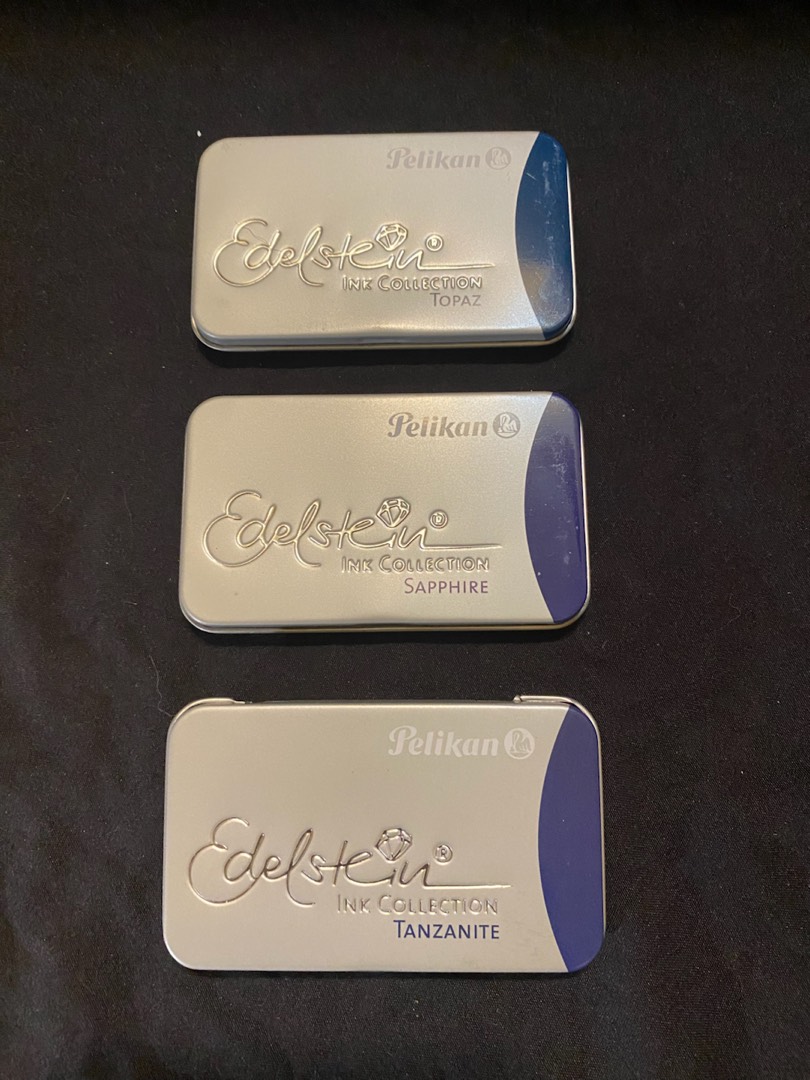 Pelikan
Edelstein®
INK COLLECTION
TOPAZ
Pelikan
Edelstein®
INK COLLECTION
SAPPHIRE
Pelikan
Edelstein®
INK COLLECTION
TANZANITE